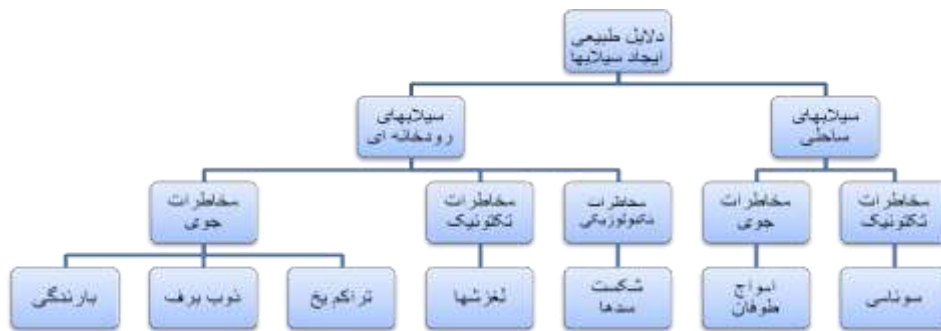 دلایل طبیعی
ایجاد سیلابها
سیلابهای
ساحلی
سیلابهای
رودخانه ای
مخاطرات
تکتونیک
مخاطرات
جوی
مخاطرات
تکنولوژیکی
مخاطرات
تکتونیک
مخاطرات
جوی
سونامی
امواج
طوفان
شکست
سدها
لغزشها
تراکم یخ
ذوب برف
بارندگی